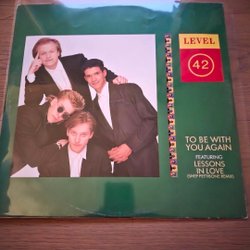 LEVEL
42
TO BE WITH
YOU AGAIN
FEATURING
LESSONS
IN LOVE
(SHEP PETTIBONE REMIX)